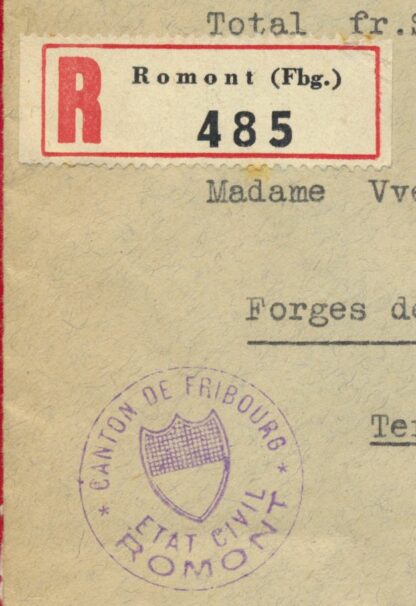 Total fr.
R
Romont (Fbg.)
485
Madame Vve
Forges de
CANTON DE FRIBOURG
ETAT CIVIL
ROMONT